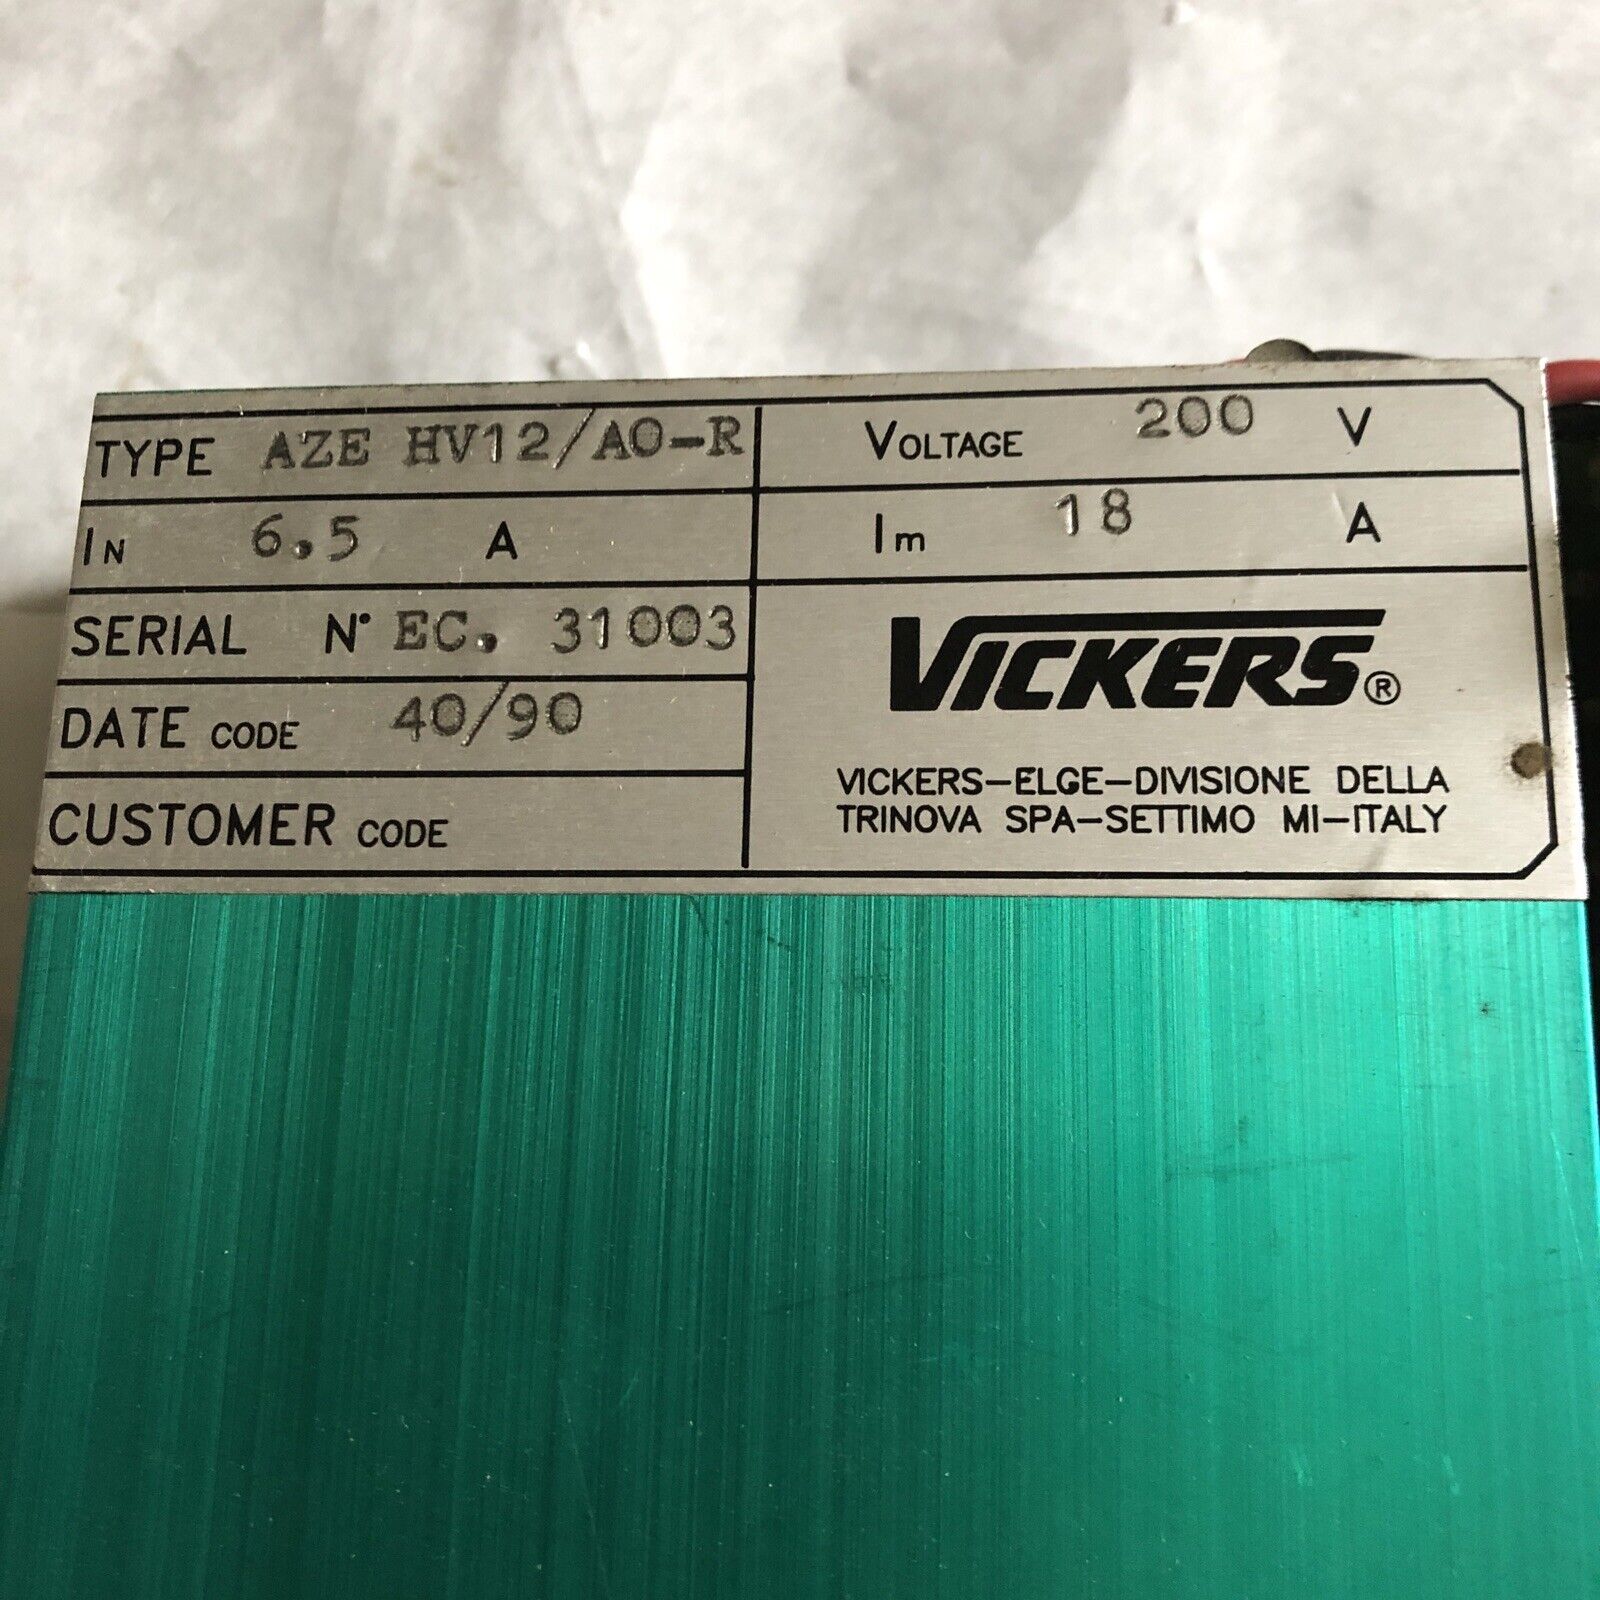 TYPE AZE HV12/AO-R
VOLTAGE 200 V
IN 6.5 A
Im 18 A
SERIAL N° EC. 31003
DATE CODE 40/90
CUSTOMER CODE
VICKERS®
VICKERS-ELGE-DIVISIONE DELLA
TRINOVA SPA-SETTIMO MI-ITALY